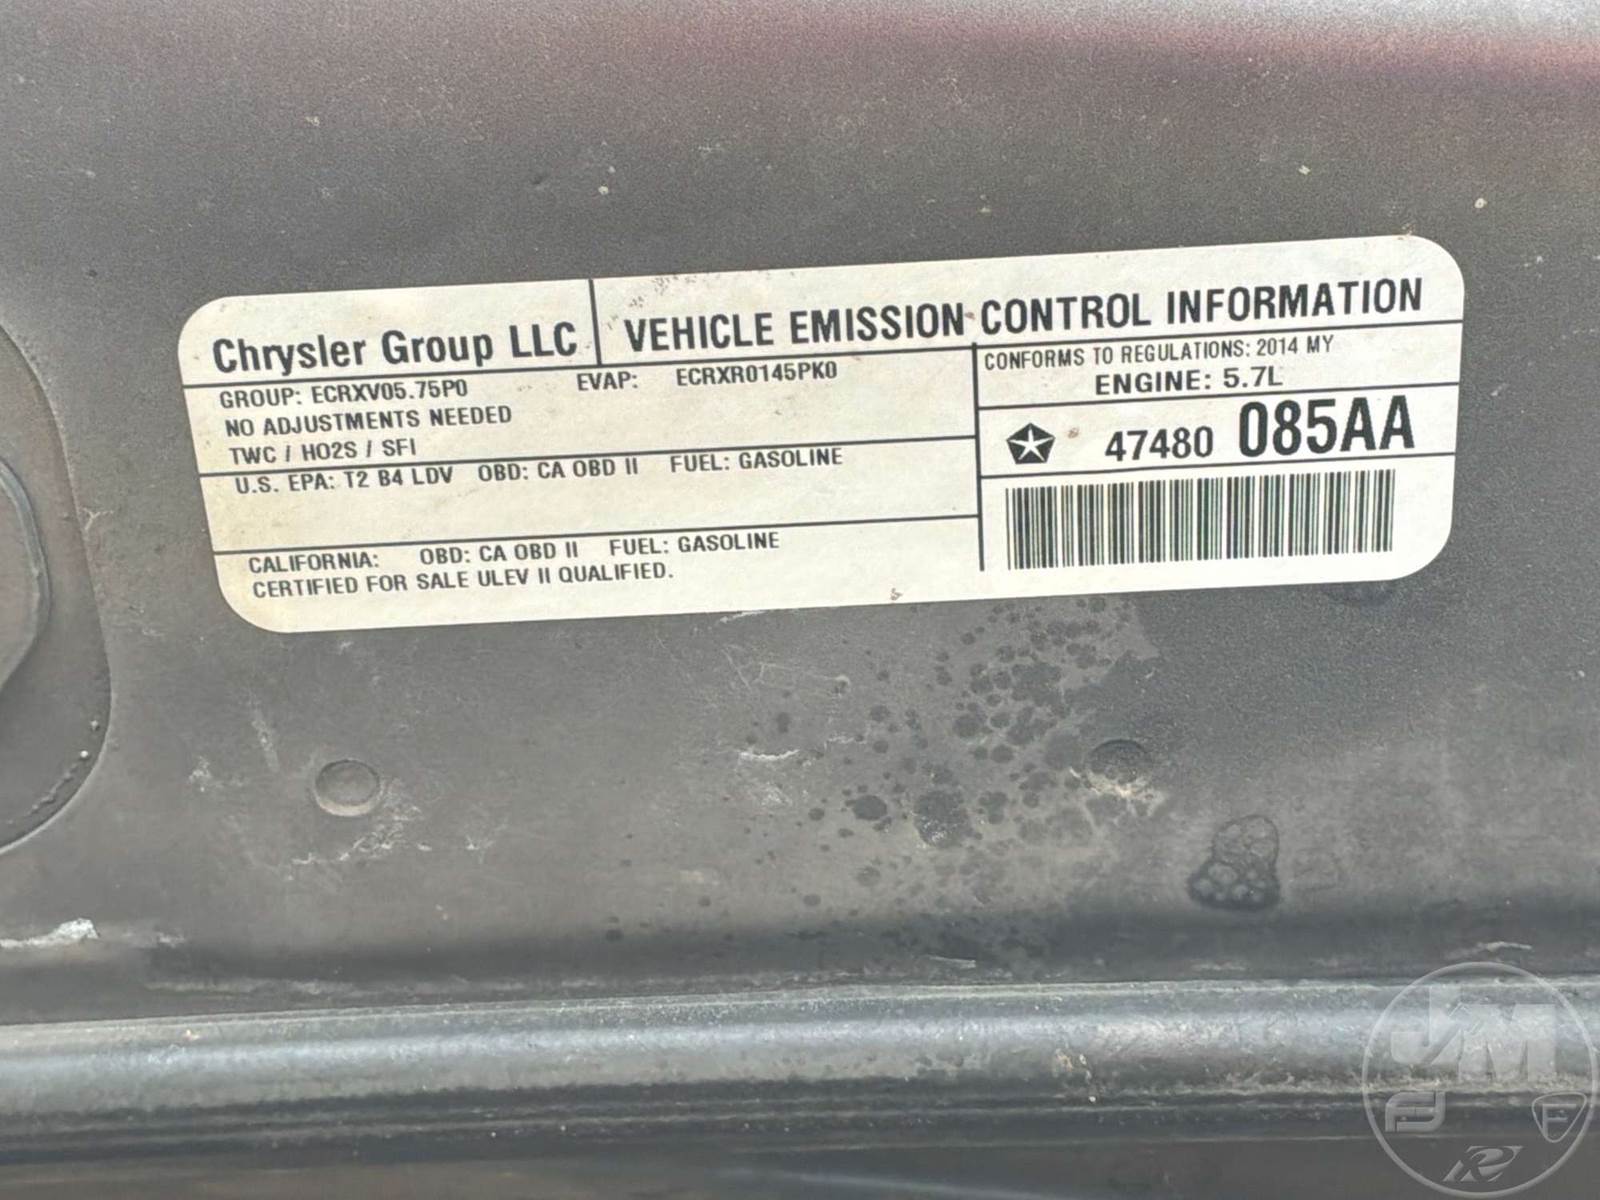 Chrysler Group LLC
VEHICLE EMISSION CONTROL INFORMATION
GROUP: ECRXV05.75P0 EVAP: ECRXR0145PK0
NO ADJUSTMENTS NEEDED
TWC / HO2S / SFI
CONFORMS TO REGULATIONS: 2014 MY
ENGINE: 5.7L
47480 085AA
U.S. EPA: T2 B4 LDV OBD: CA OBD II FUEL: GASOLINE
CALIFORNIA: OBD: CA OBD II FUEL: GASOLINE
CERTIFIED FOR SALE ULEV II QUALIFIED.
JM